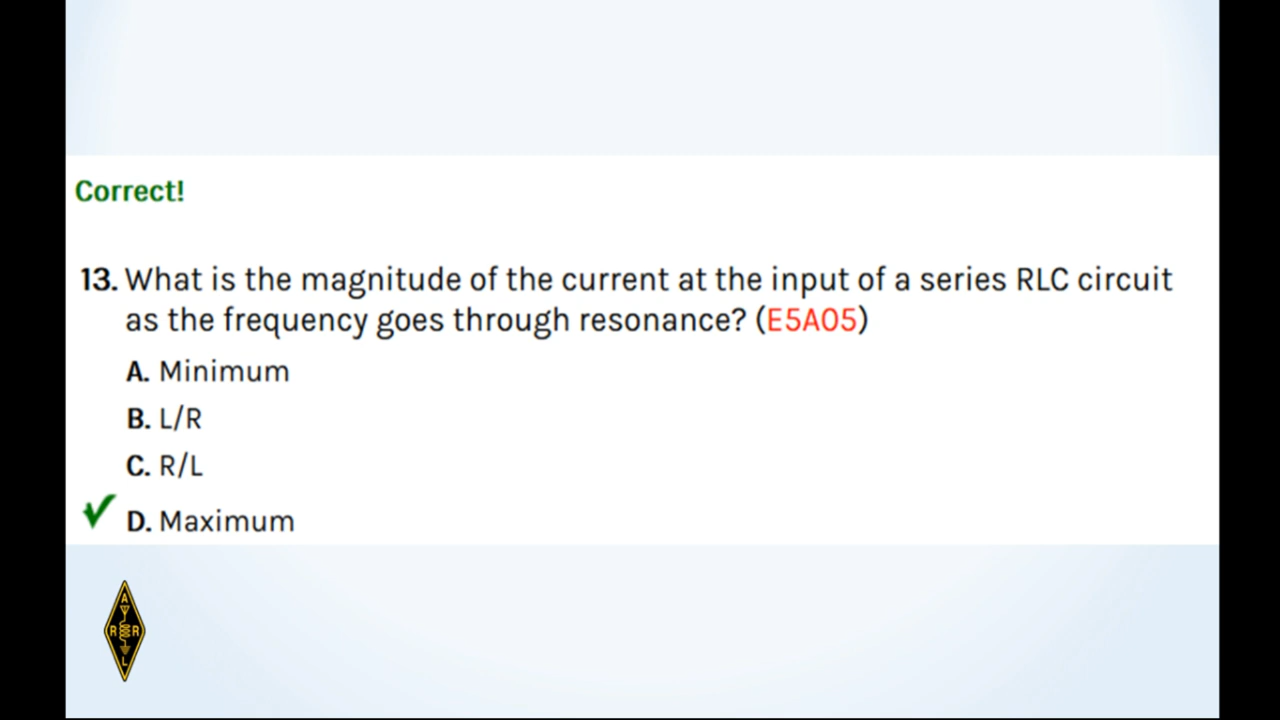 Correct!
13. What is the magnitude of the current at the input of a series RLC circuit
as the frequency goes through resonance? (E5A05)
A. Minimum
B. L/R
C. R/L
D. Maximum
A
R R
L